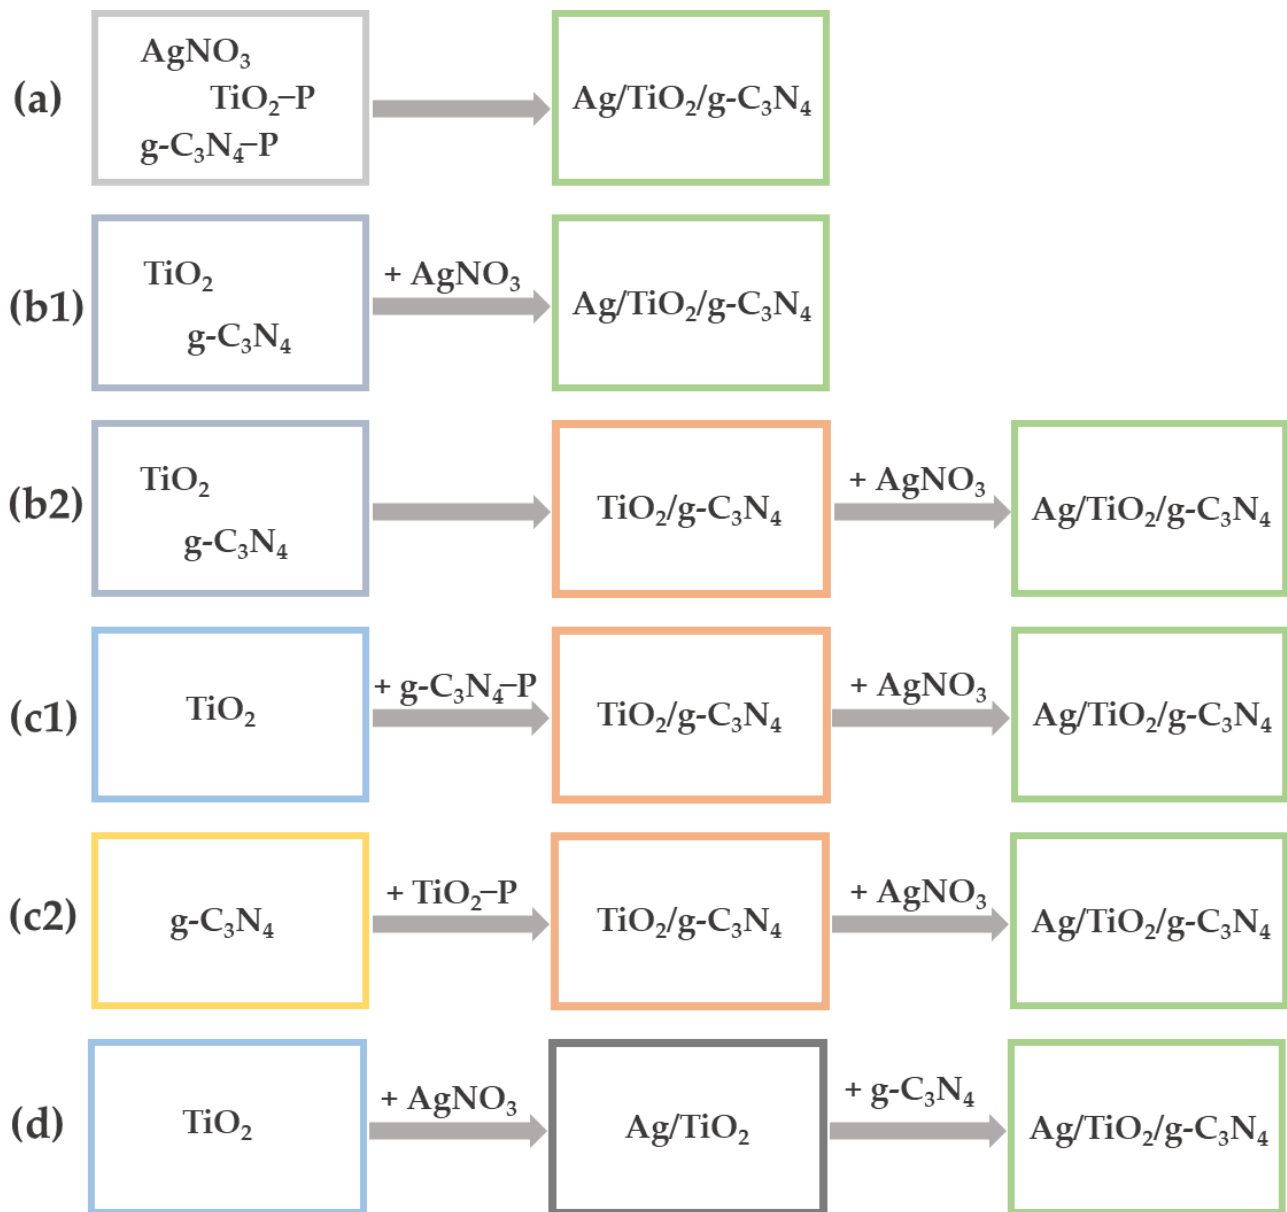 (a)
AgNO₃
TiO₂–P
g-C₃N₄–P
Ag/TiO₂/g-C₃N₄
(b1)
TiO₂
g-C₃N₄
+ AgNO₃
Ag/TiO₂/g-C₃N₄
(b2)
TiO₂
g-C₃N₄
TiO₂/g-C₃N₄
+ AgNO₃
Ag/TiO₂/g-C₃N₄
(c1)
TiO₂
+ g-C₃N₄–P
TiO₂/g-C₃N₄
+ AgNO₃
Ag/TiO₂/g-C₃N₄
(c2)
g-C₃N₄
+ TiO₂–P
TiO₂/g-C₃N₄
+ AgNO₃
Ag/TiO₂/g-C₃N₄
(d)
TiO₂
+ AgNO₃
Ag/TiO₂
+ g-C₃N₄
Ag/TiO₂/g-C₃N₄